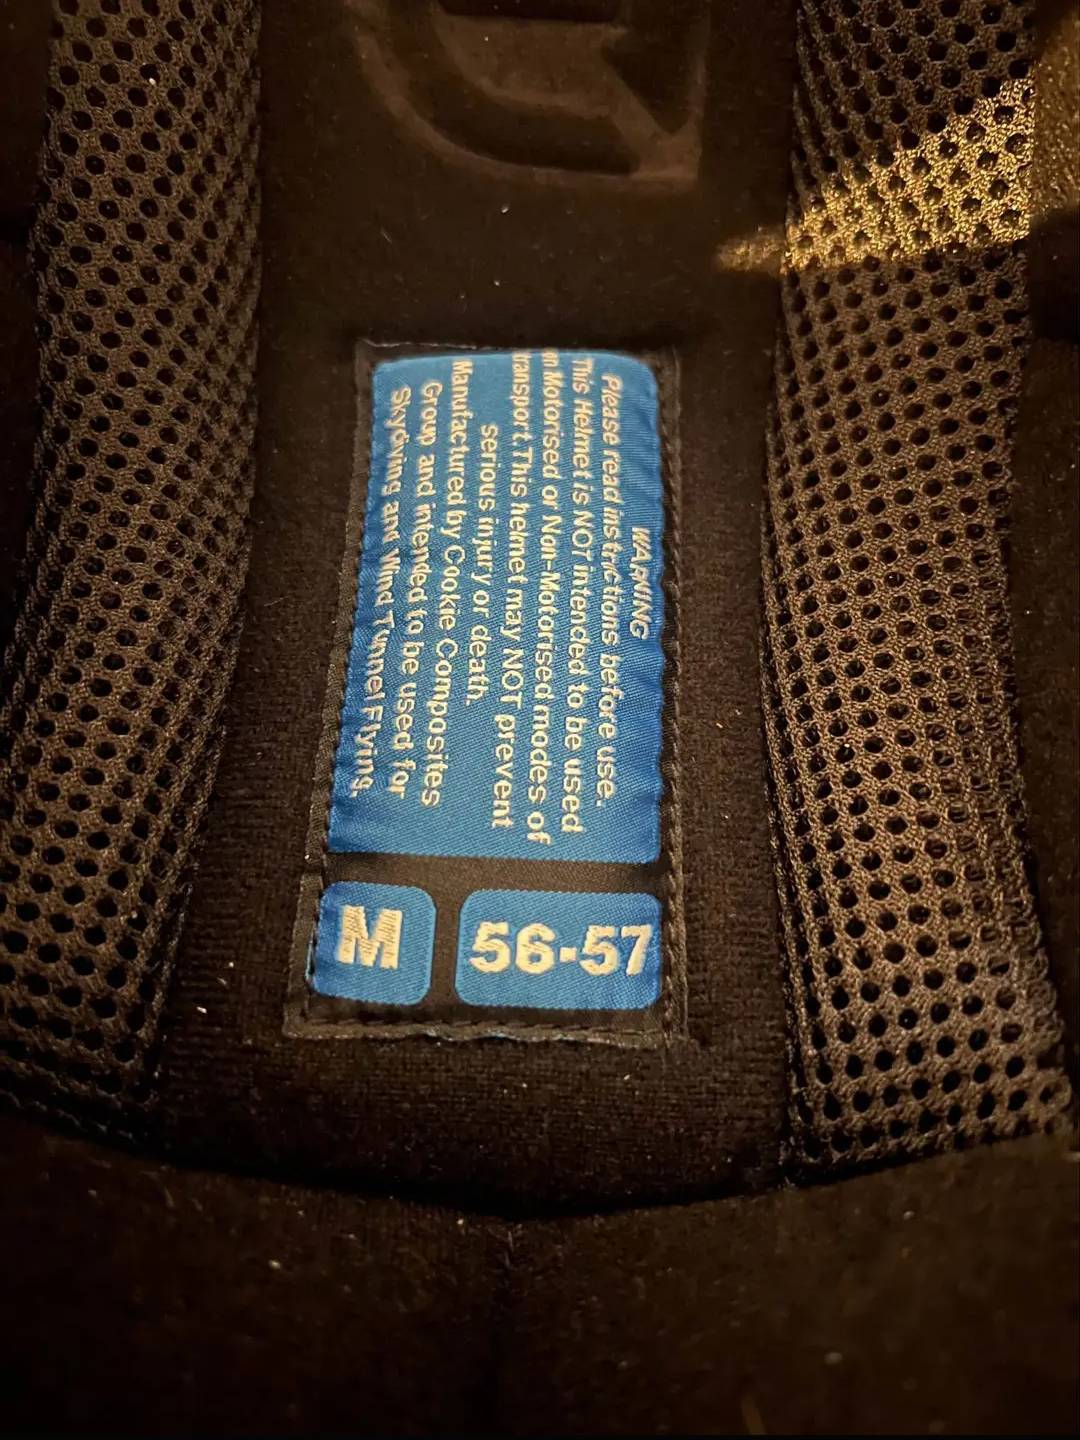 WARNING
Please read instructions before use.
This Helmet is NOT intended to be used
on Motorised or Non-Motorised modes of
transport.This helmet may NOT prevent
serious injury or death.
Manufactured by Cookie Composites
Group and intended to be used for
Skydiving and Wind Tunnel Flying.
M
56-57